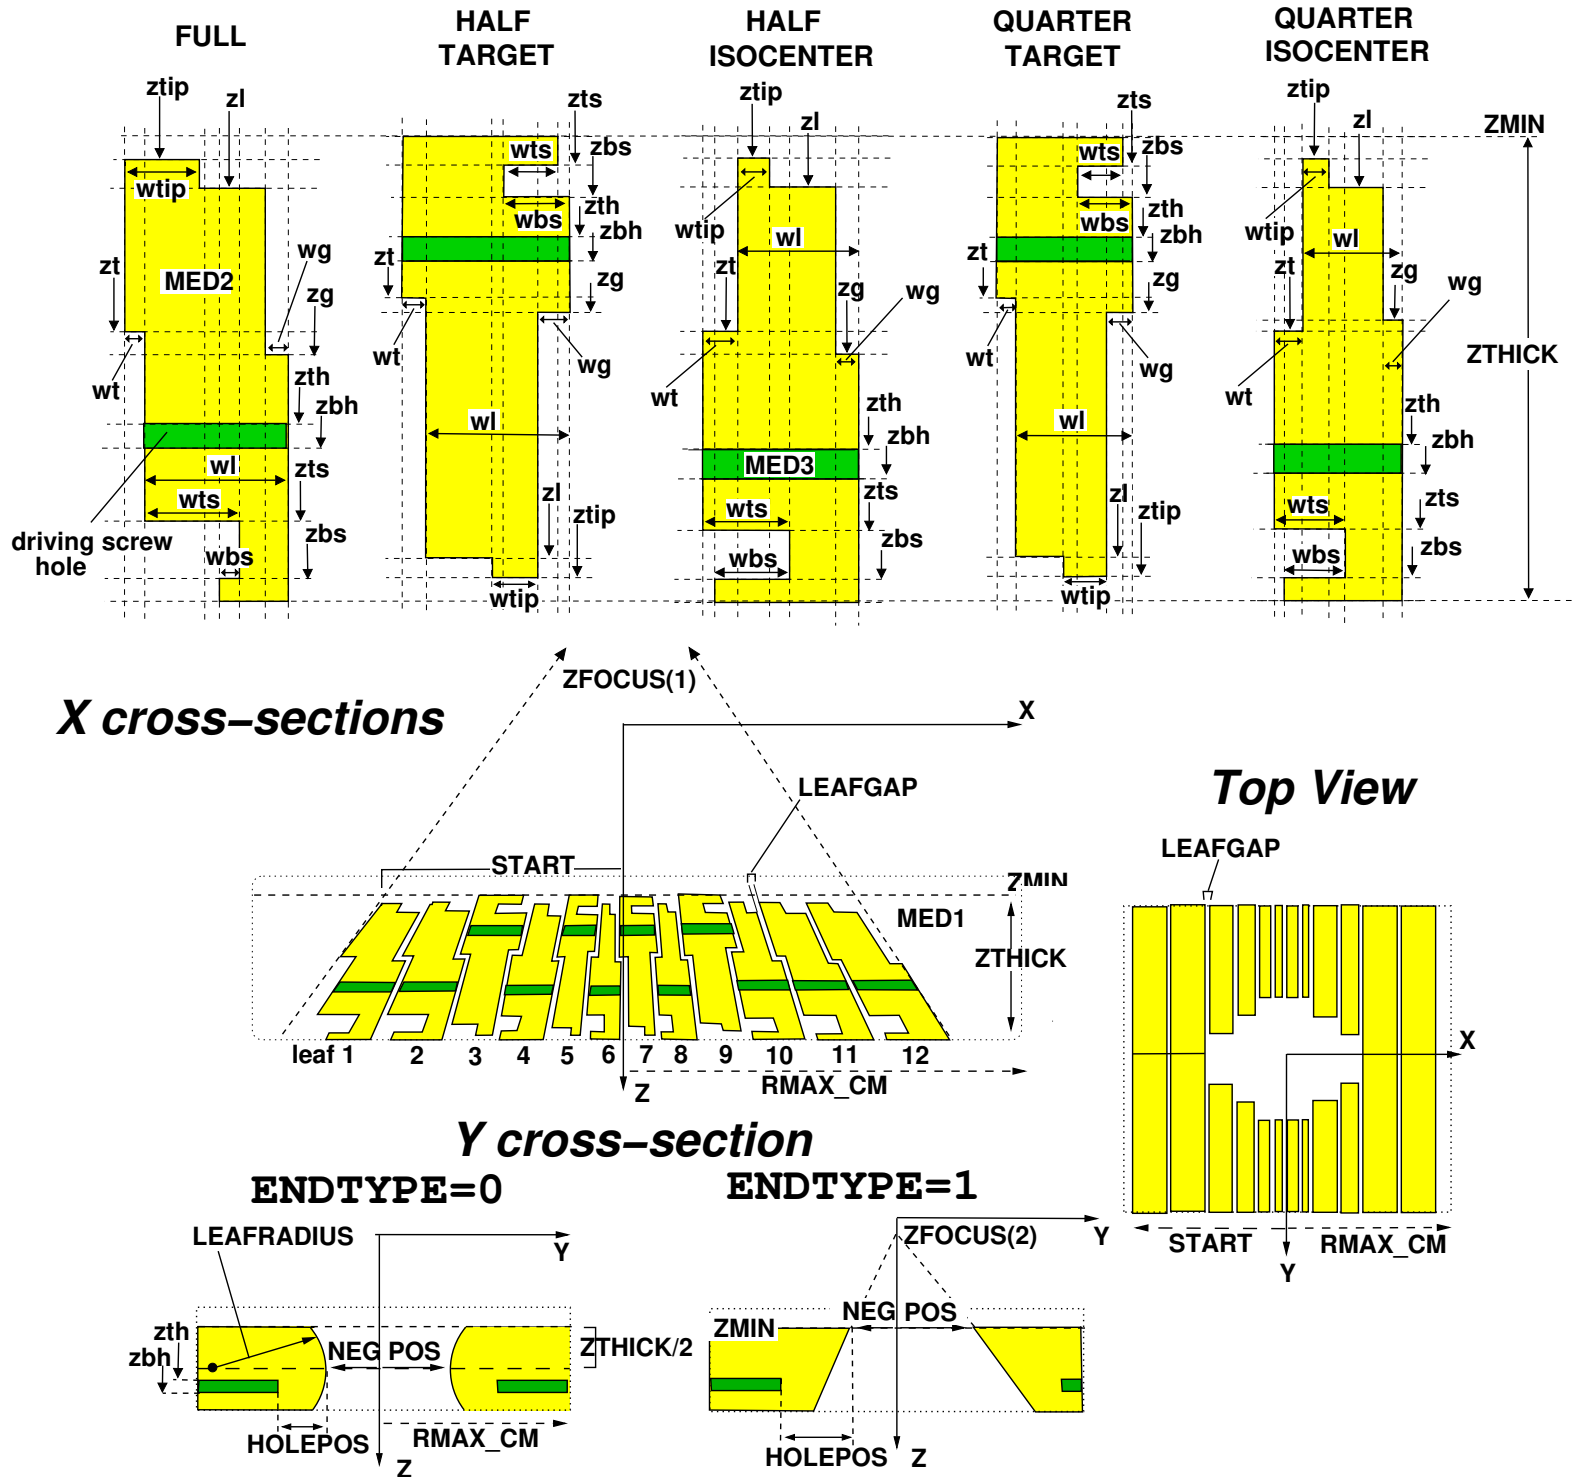 FULL
HALF
TARGET
HALF
ISOCENTER
QUARTER
TARGET
QUARTER
ISOCENTER
ztip
zl
wtip
MED2
zt
wg
zg
wt
zth
zbh
wl
wts
zts
zbs
wbs
driving screw
hole
zts
wts
zbs
wbs
zth
zbh
zt
zg
wt
wg
wl
zl
ztip
wtip
ztip
zl
wtip
wl
zt
zg
wg
wt
zth
zbh
MED3
wts
zts
wbs
zbs
zts
wts
zbs
wbs
zth
zbh
zt
zg
wt
wg
wl
zl
ztip
wtip
ztip
zl
wtip
wl
zt
zg
wg
wt
zth
zbh
wts
zts
wbs
zbs
ZMIN
ZTHICK
X cross-sections
ZFOCUS(1)
X
LEAFGAP
START
ZMIN
MED1
ZTHICK
leaf 1 2 3 4 5 6 7 8 9 10 11 12
RMAX_CM
Z
Top View
LEAFGAP
X
START
RMAX_CM
Y
Y cross-section
ENDTYPE=0
LEAFRADIUS
Y
zth
zbh
NEG POS
ZTHICK/2
HOLEPOS
RMAX_CM
Z
ENDTYPE=1
ZFOCUS(2)
Y
NEG POS
ZMIN
HOLEPOS
Z